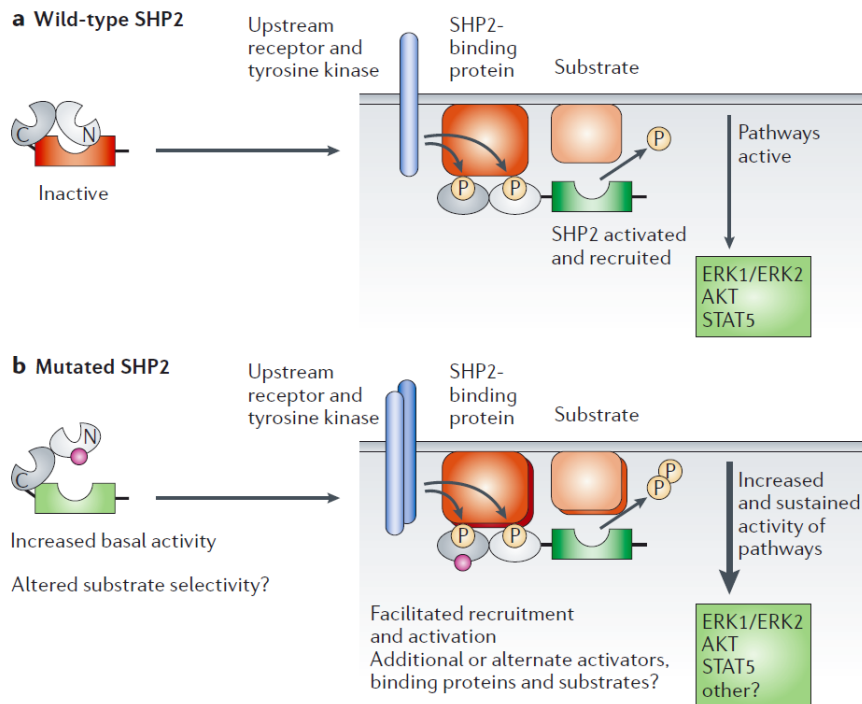 a Wild-type SHP2
Upstream
receptor and
tyrosine kinase
SHP2-
binding
protein
Substrate
C
N
Inactive
P
P
P
SHP2 activated
and recruited
Pathways
active
ERK1/ERK2
AKT
STAT5
b Mutated SHP2
Upstream
receptor and
tyrosine kinase
SHP2-
binding
protein
Substrate
N
C
Increased basal activity
Altered substrate selectivity?
P
P
P
P
Facilitated recruitment
and activation
Additional or alternate activators,
binding proteins and substrates?
Increased
and sustained
activity of
pathways
ERK1/ERK2
AKT
STAT5
other?